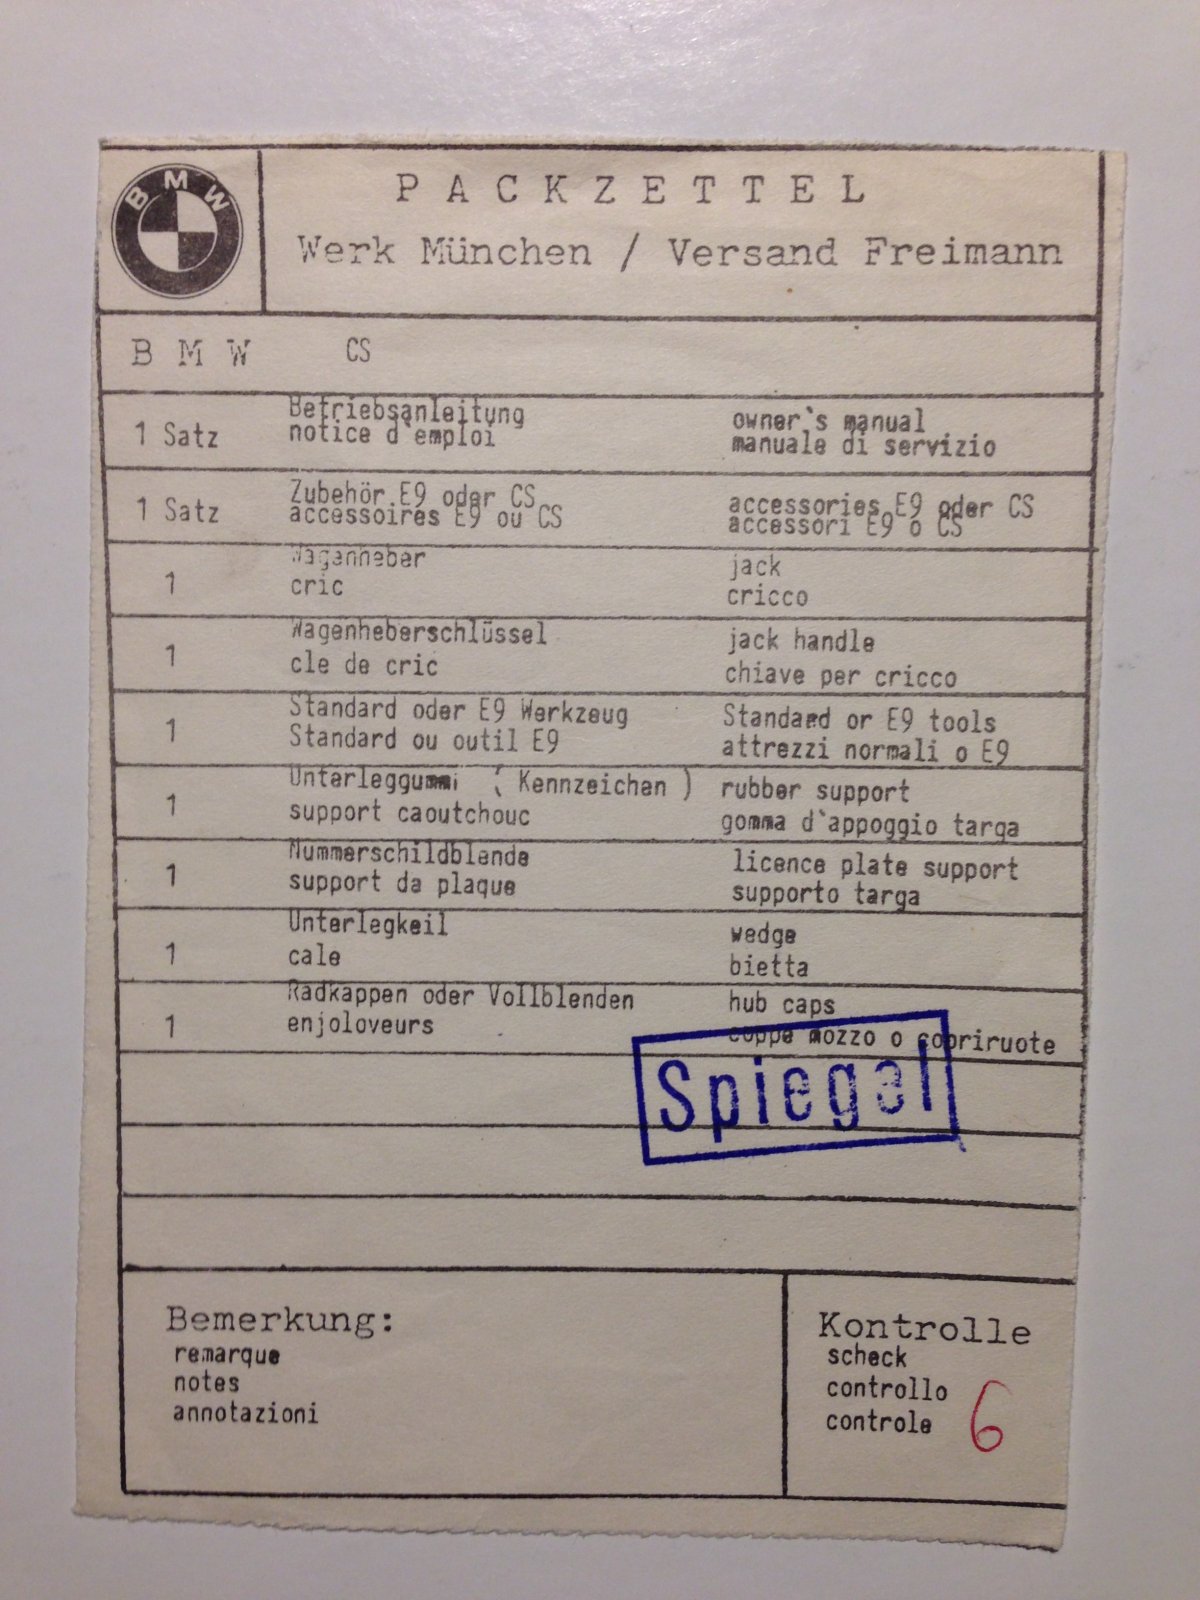 BMW
PACKZETTEL
Werk München / Versand Freimann
BMW CS
1 Satz
Betriebsanleitung
notice d`emploi
owner`s manual
manuale di servizio
1 Satz
Zubehör E9 oder CS
accessoires E9 ou CS
accessories E9 oder CS
accessori E9 o CS
1
Wagenheber
cric
jack
cricco
1
Wagenheberschlüssel
cle de cric
jack handle
chiave per cricco
1
Standard oder E9 Werkzeug
Standard ou outil E9
Standaed or E9 tools
attrezzi normali o E9
1
Unterleggummi ( Kennzeichen )
support caoutchouc
rubber support
gomma d`appoggio targa
1
Nummerschildblende
support de plaque
licence plate support
supporto targa
1
Unterlegkeil
cale
wedge
bietta
1
Radkappen oder Vollblenden
enjoloveurs
hub caps
coppe mozzo o copriruote
Spiegel
Bemerkung:
remarque
notes
annotazioni
Kontrolle
scheck
controllo
controle
6